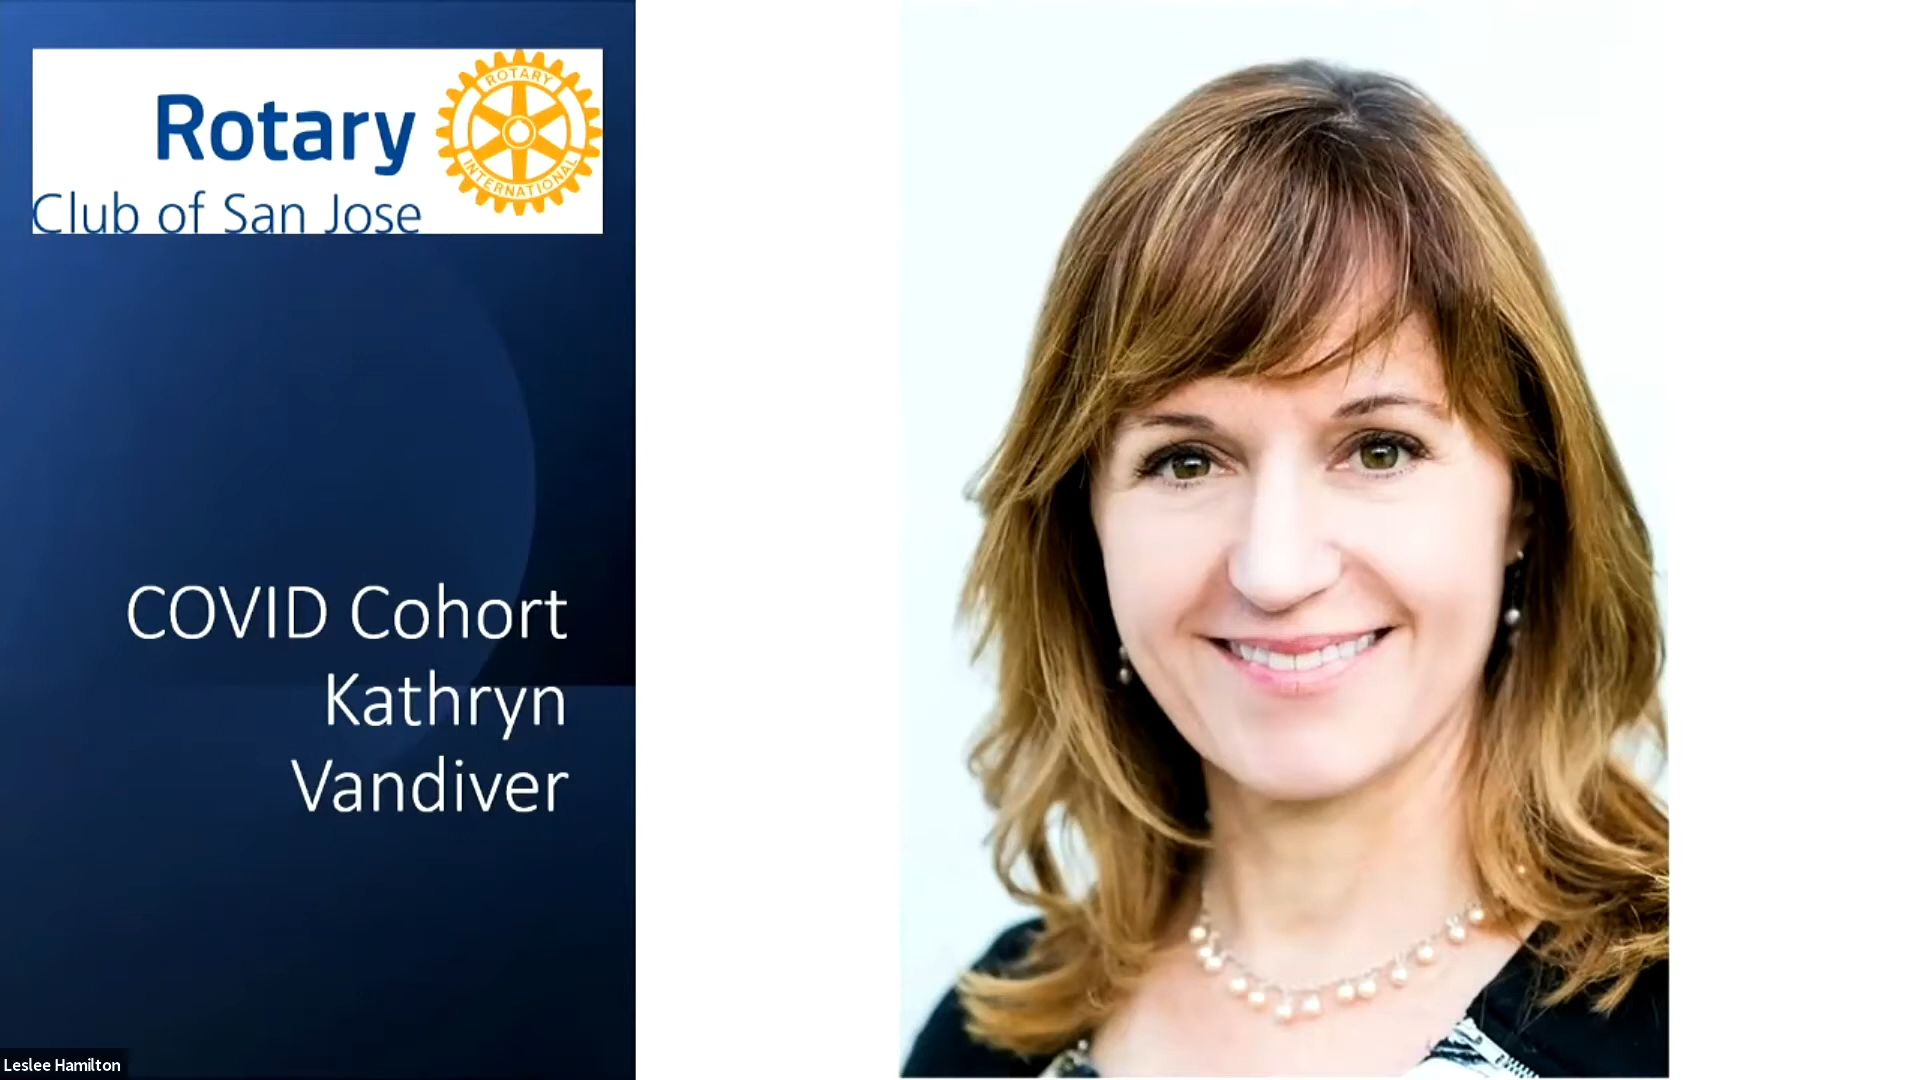 Rotary
ROTARY
INTERNATIONAL
Club of San Jose
COVID Cohort
Kathryn
Vandiver
Leslee Hamilton